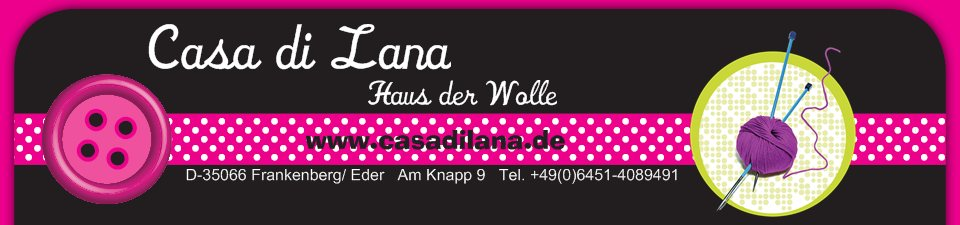 Casa di Lana
Haus der Wolle
www.casadilana.de
D-35066 Frankenberg/ Eder Am Knapp 9 Tel. +49(0)6451-4089491